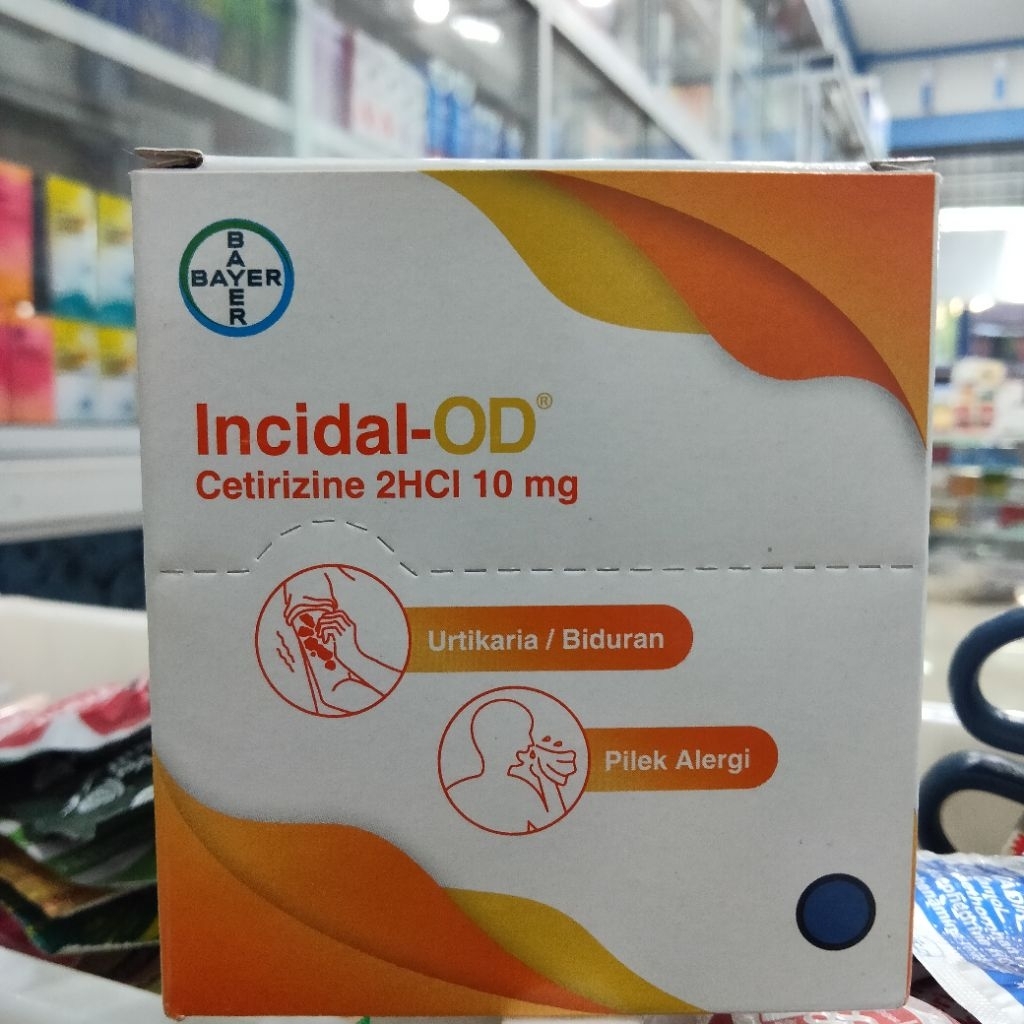 BAYER
BAYER
Incidal-OD®
Cetirizine 2HCl 10 mg
Urtikaria / Biduran
Pilek Alergi